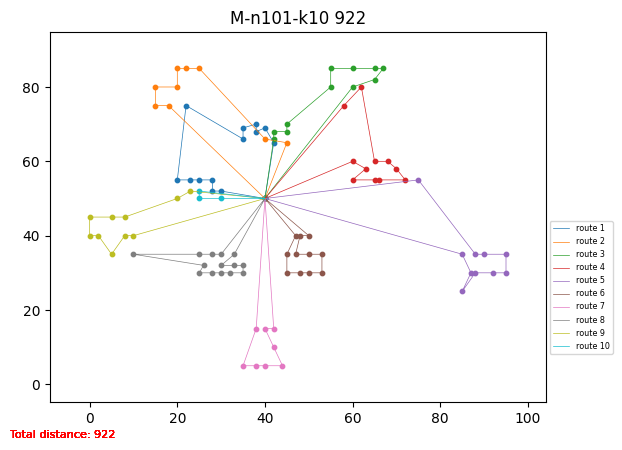 M-n101-k10 922
80
60
40
20
0
0 20 40 60 80 100
route 1
route 2
route 3
route 4
route 5
route 6
route 7
route 8
route 9
route 10
Total distance: 922